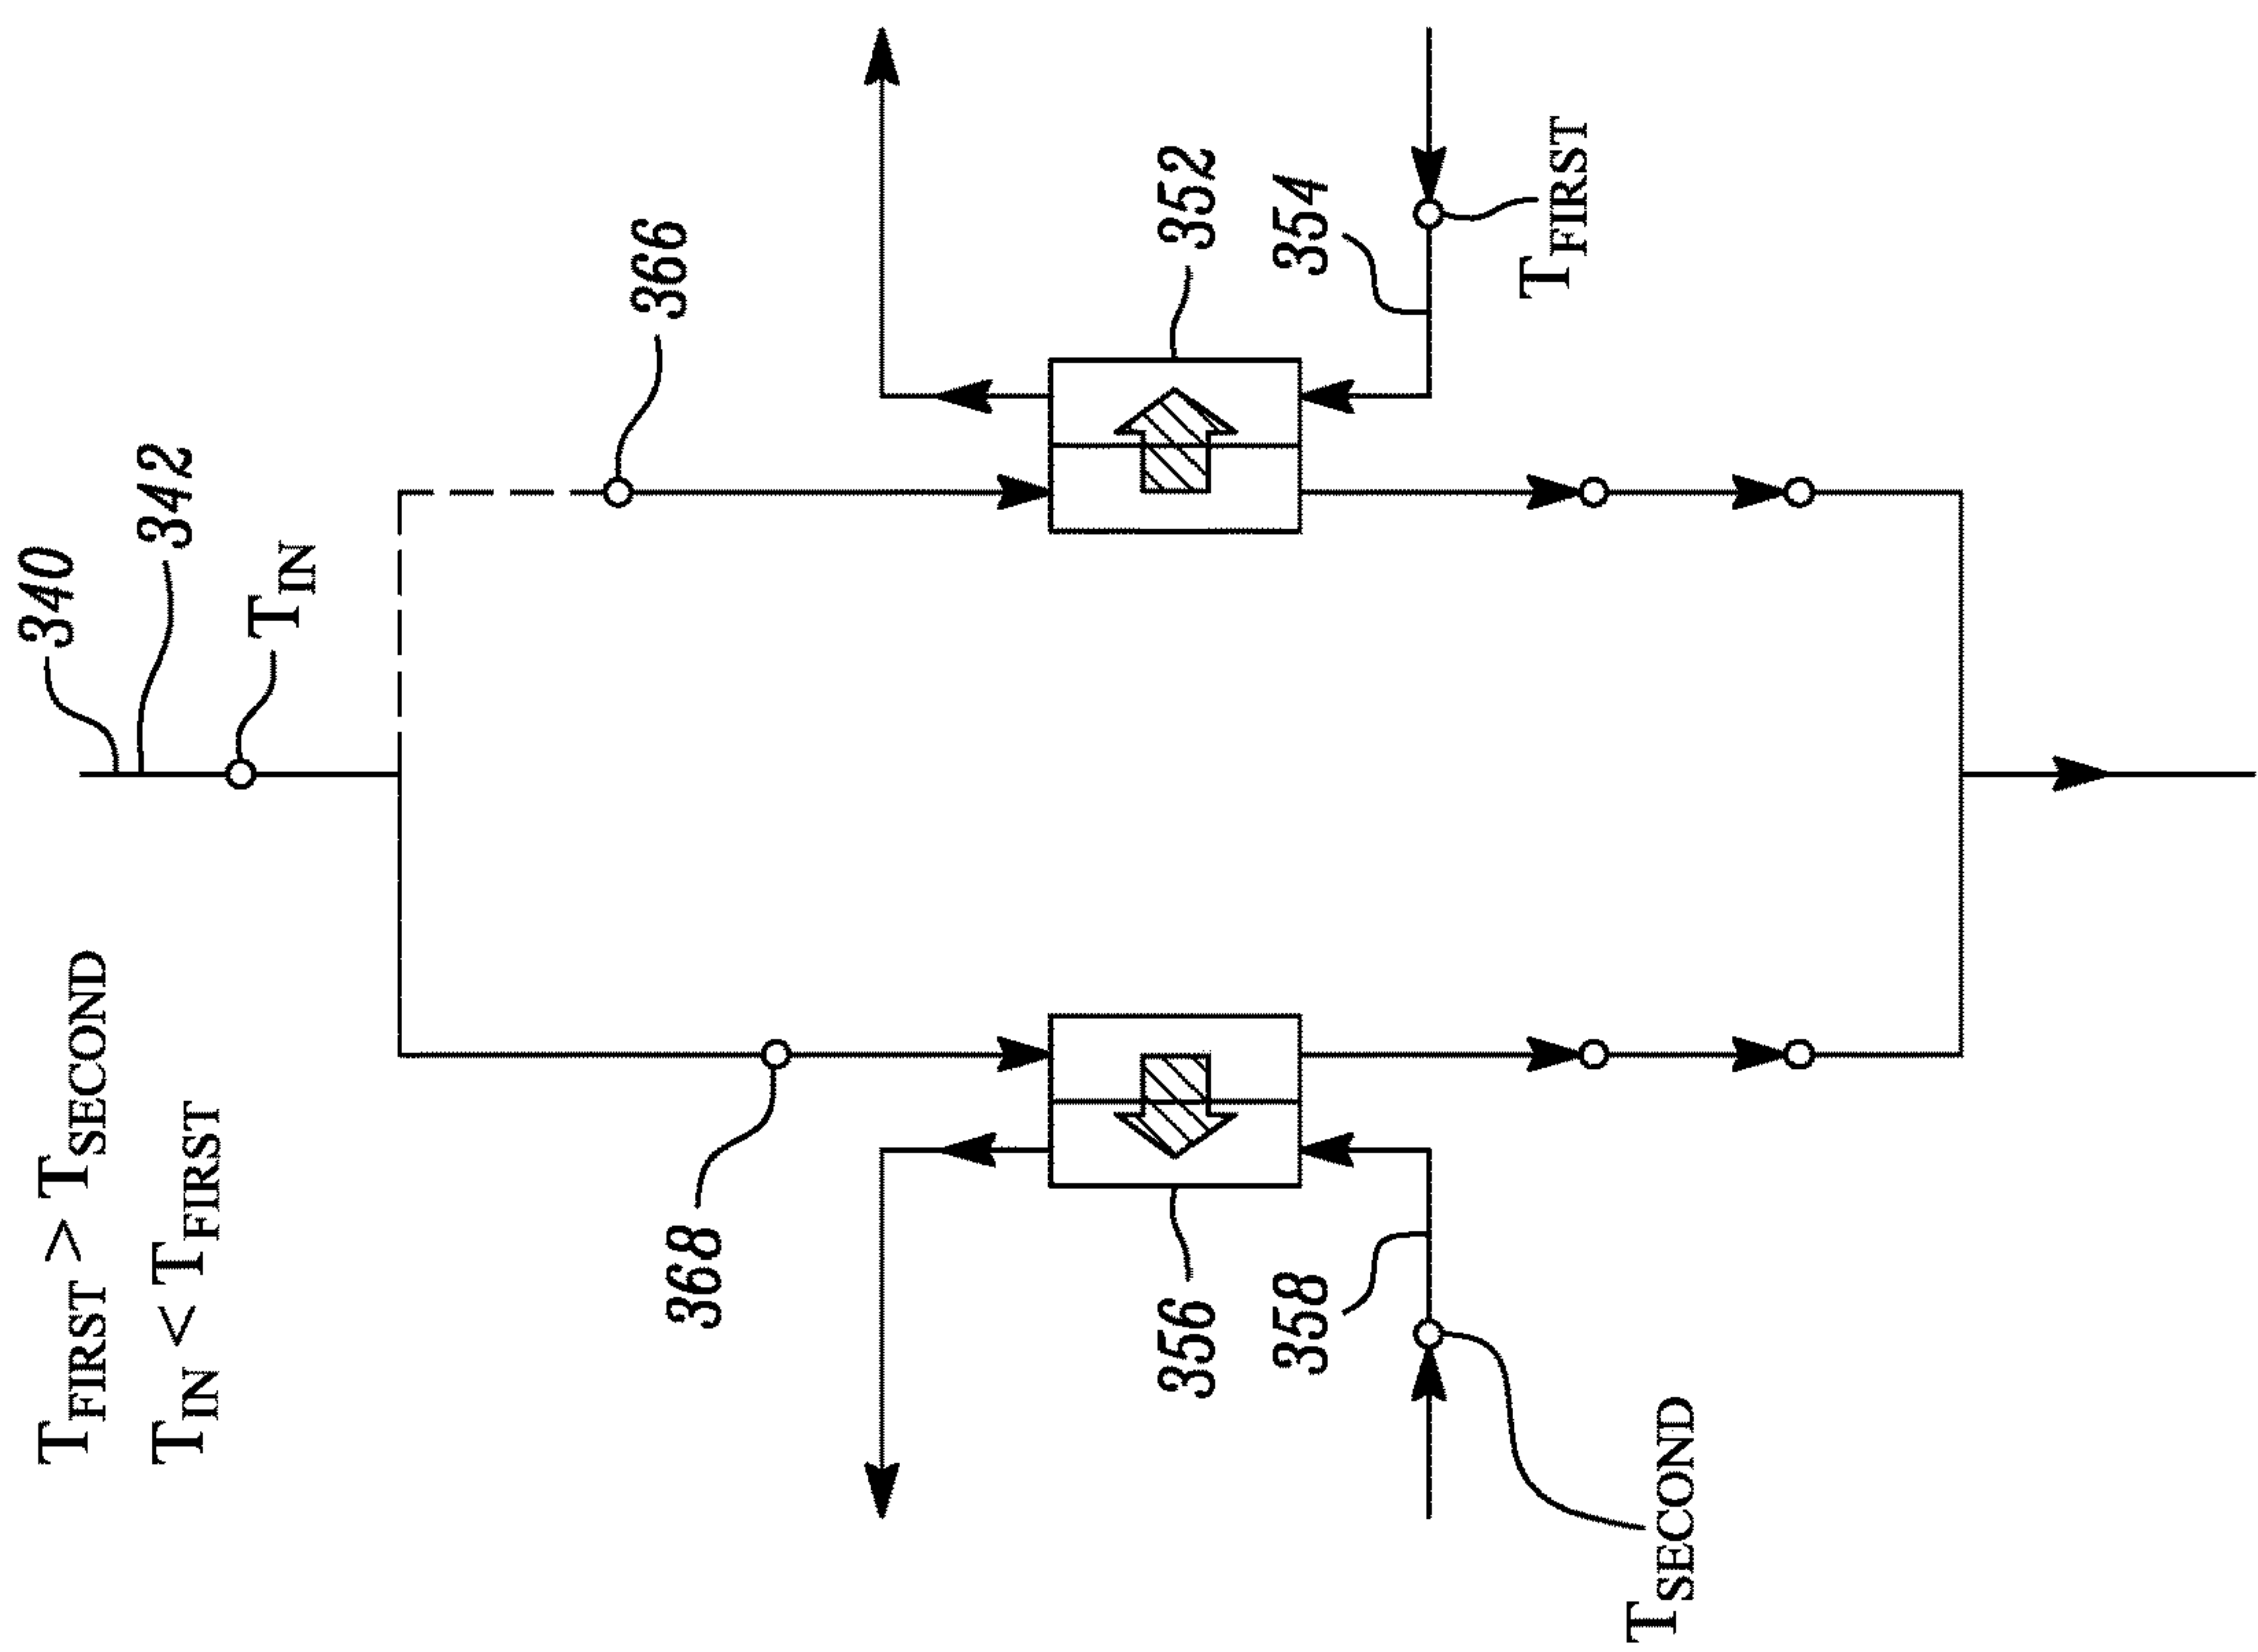 T_FIRST > T_SECOND
T_IN < T_FIRST
340
342
T_IN
366
368
352
354
T_FIRST
356
358
T_SECOND